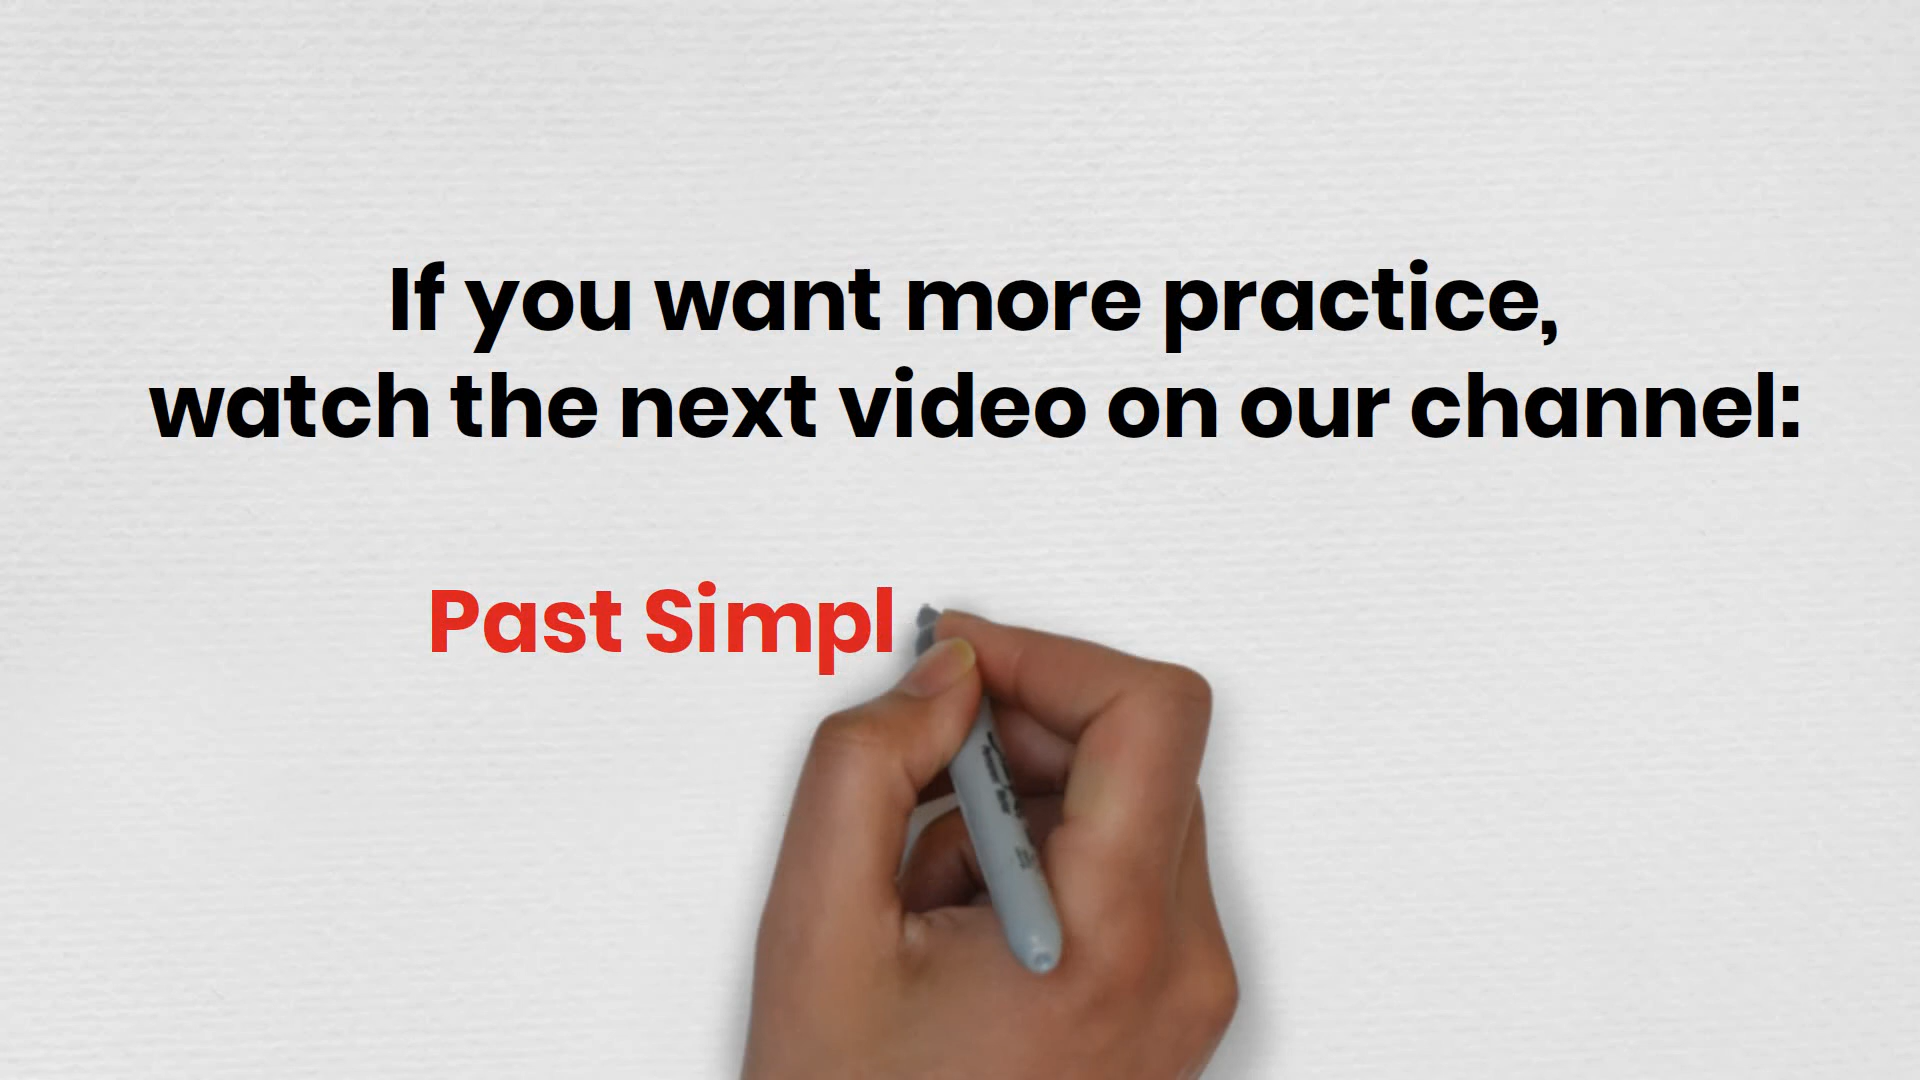 If you want more practice,
watch the next video on our channel:
Past Simpl